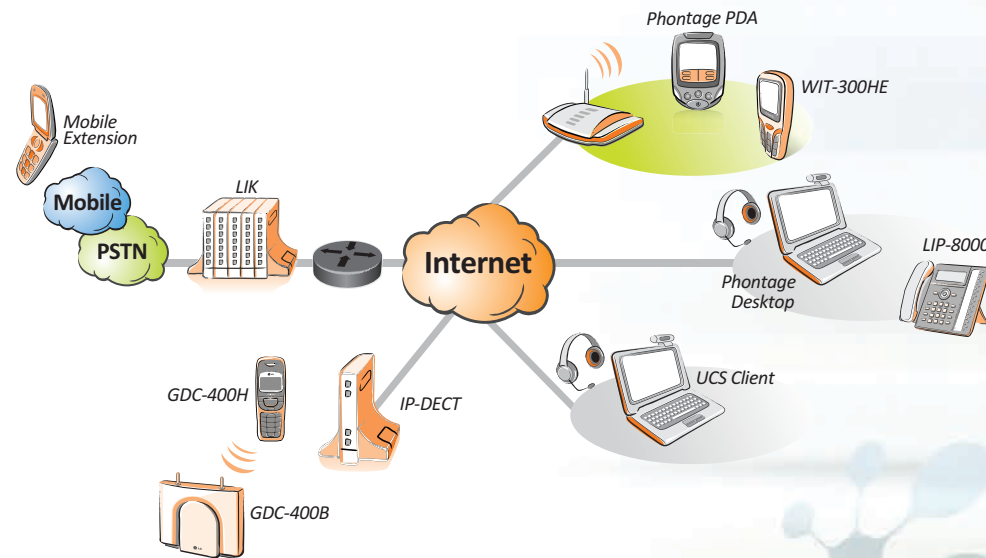 Phontage PDA
WIT-300HE
Mobile
Extension
LIK
Mobile
PSTN
Internet
LIP-8000
Phontage
Desktop
UCS Client
GDC-400H
IP-DECT
GDC-400B